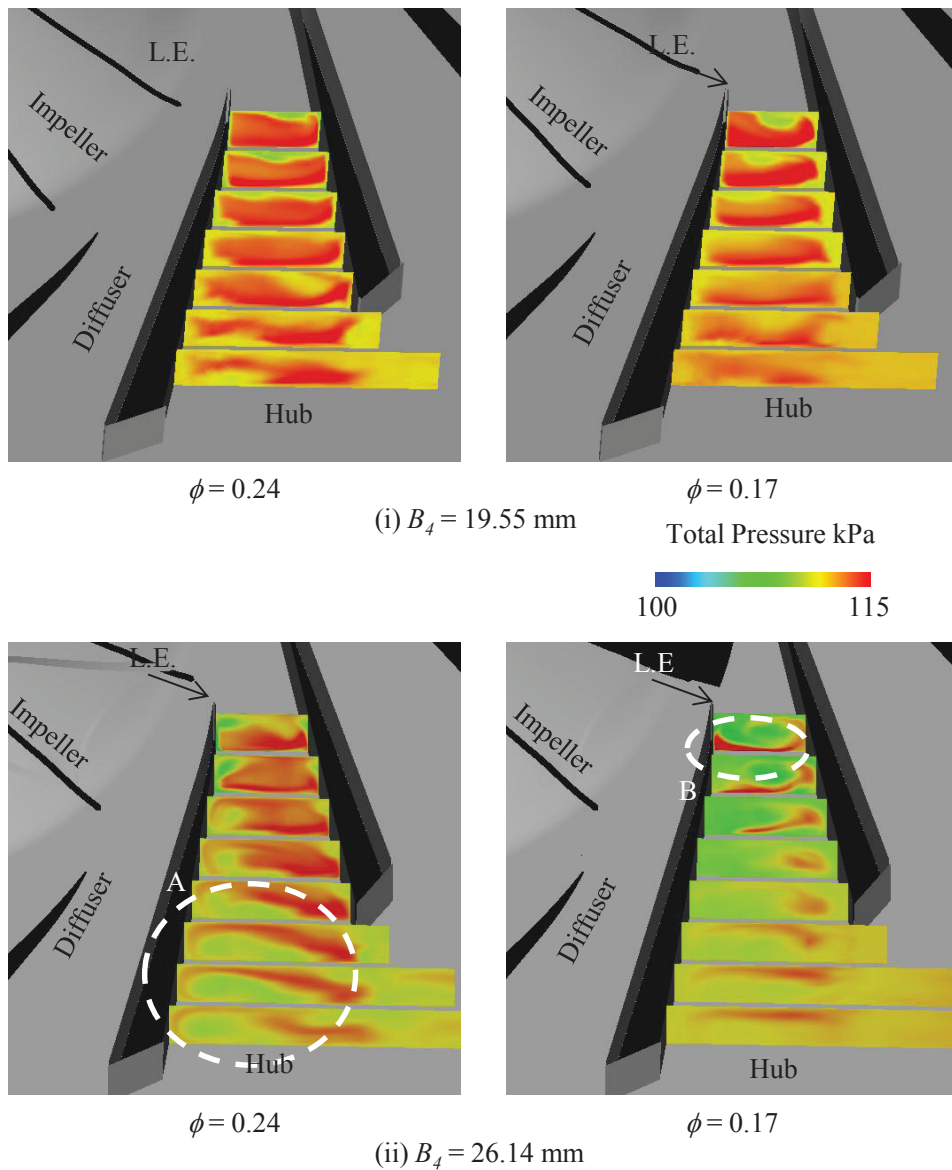 L.E.
Impeller
Diffuser
Hub
L.E.
Impeller
Diffuser
Hub
ϕ = 0.24
ϕ = 0.17
(i) B₄ = 19.55 mm
Total Pressure kPa
100
115
L.E.
Impeller
A
Diffuser
Hub
L.E
Impeller
B
Diffuser
Hub
ϕ = 0.24
ϕ = 0.17
(ii) B₄ = 26.14 mm